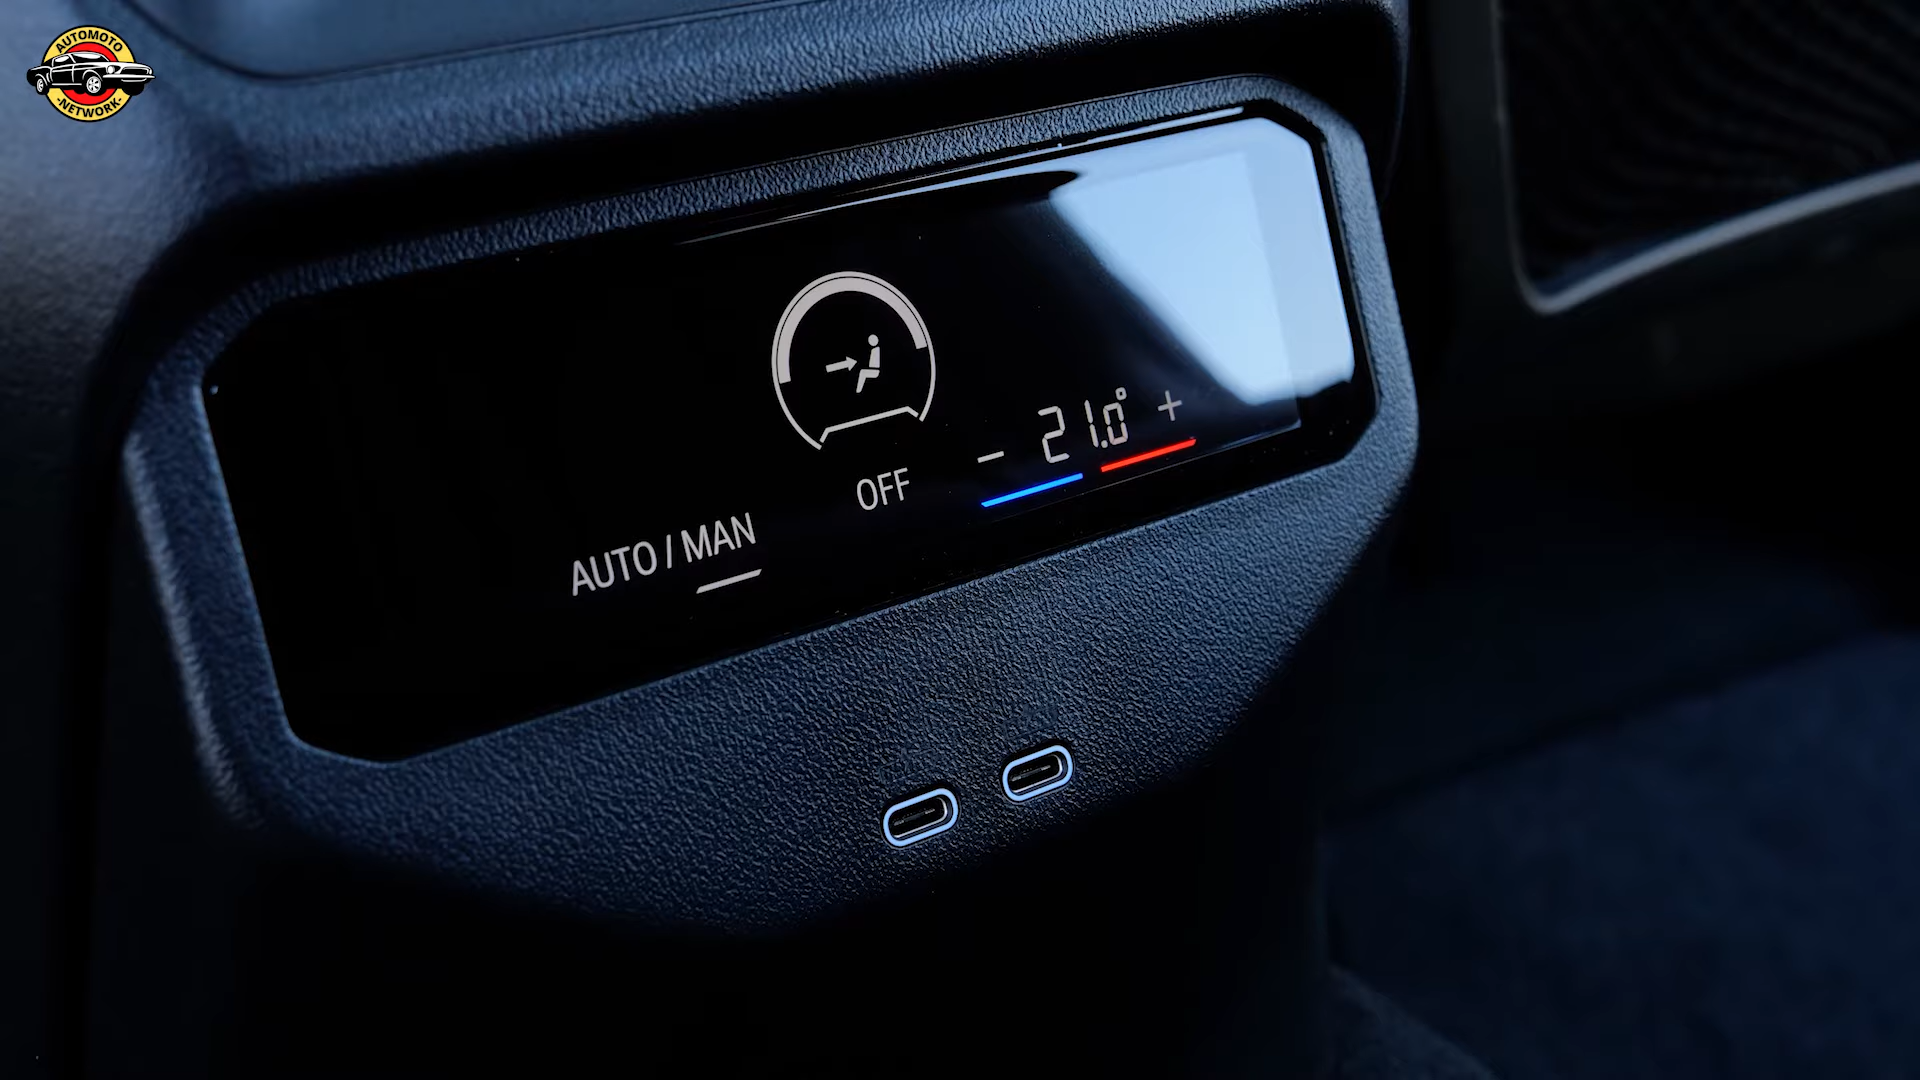 AUTOMOTO
-NETWORK-
- 21.0° +
OFF
AUTO / MAN